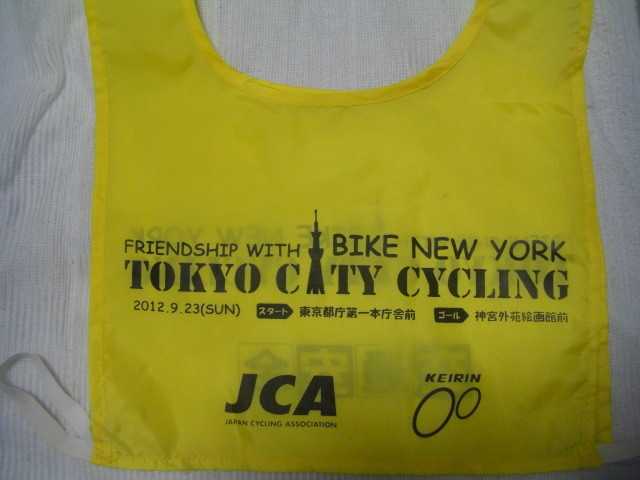 FRIENDSHIP WITH BIKE NEW YORK
TOKYO CITY CYCLING
2012.9.23(SUN) スタート 東京都庁第一本庁舎前 ゴール 神宮外苑絵画館前
JCA KEIRIN
JAPAN CYCLING ASSOCIATION